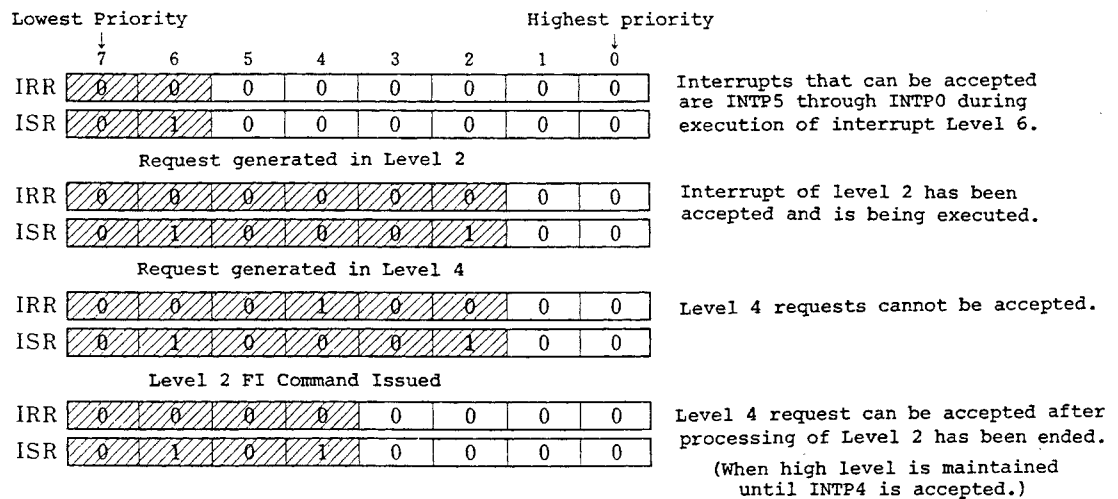 Lowest Priority Highest priority
↓ ↓
7 6 5 4 3 2 1 0
IRR 0 0 0 0 0 0 0 0 Interrupts that can be accepted
are INTP5 through INTP0 during
ISR 0 1 0 0 0 0 0 0 execution of interrupt Level 6.
Request generated in Level 2
IRR 0 0 0 0 0 0 0 0 Interrupt of level 2 has been
ISR 0 1 0 0 0 1 0 0 accepted and is being executed.
Request generated in Level 4
IRR 0 0 0 1 0 0 0 0 Level 4 requests cannot be accepted.
ISR 0 1 0 0 0 1 0 0
Level 2 FI Command Issued
IRR 0 0 0 0 0 0 0 0 Level 4 request can be accepted after
ISR 0 1 0 1 0 0 0 0 processing of Level 2 has been ended.
(When high level is maintained
until INTP4 is accepted.)